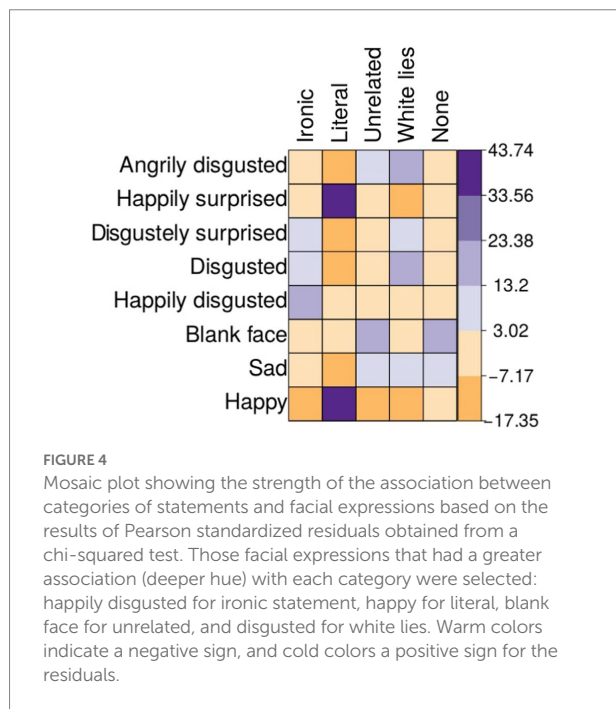 Ironic
Literal
Unrelated
White lies
None
Angrily disgusted
Happily surprised
Disgustely surprised
Disgusted
Happily disgusted
Blank face
Sad
Happy
43.74
33.56
23.38
13.2
3.02
−7.17
−17.35
FIGURE 4
Mosaic plot showing the strength of the association between
categories of statements and facial expressions based on the
results of Pearson standardized residuals obtained from a
chi-squared test. Those facial expressions that had a greater
association (deeper hue) with each category were selected:
happily disgusted for ironic statement, happy for literal, blank
face for unrelated, and disgusted for white lies. Warm colors
indicate a negative sign, and cold colors a positive sign for the
residuals.